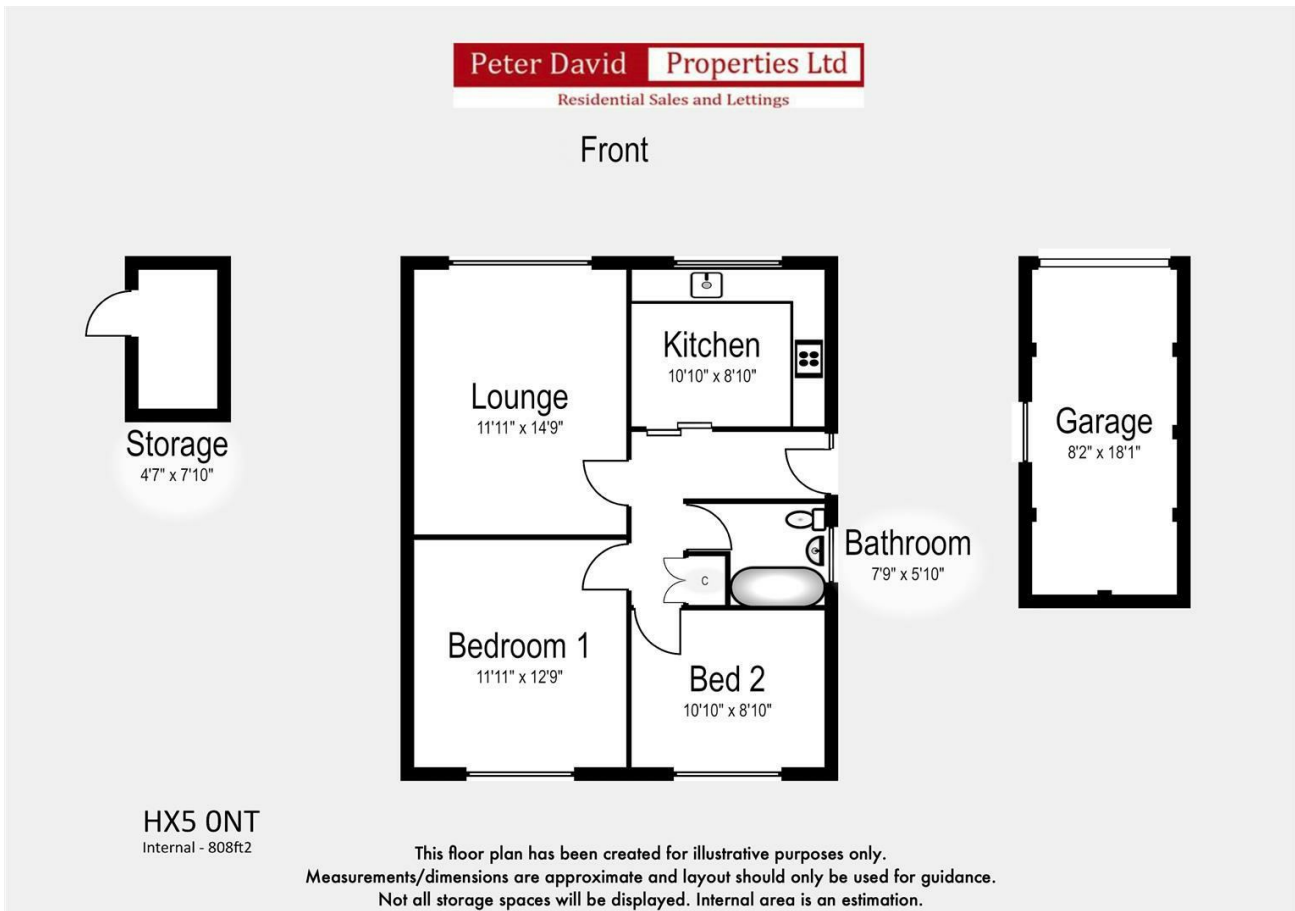 Peter David Properties Ltd
Residential Sales and Lettings
Front
Storage
4'7" x 7'10"
Lounge
11'11" x 14'9"
Kitchen
10'10" x 8'10"
Garage
8'2" x 18'1"
Bathroom
7'9" x 5'10"
C
Bedroom 1
11'11" x 12'9"
Bed 2
10'10" x 8'10"
HX5 0NT
Internal - 808ft2
This floor plan has been created for illustrative purposes only.
Measurements/dimensions are approximate and layout should only be used for guidance.
Not all storage spaces will be displayed. Internal area is an estimation.